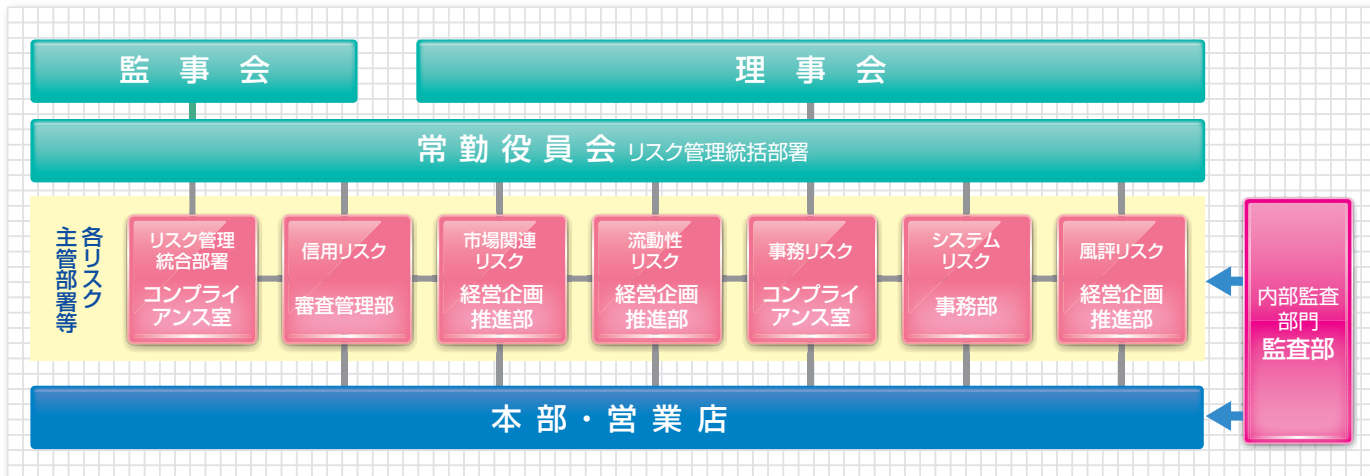 監事会
理事会
常勤役員会 リスク管理統括部署
各リスク
主管部署等
リスク管理
統合部署
コンプライ
アンス室
信用リスク
審査管理部
市場関連
リスク
経営企画
推進部
流動性
リスク
経営企画
推進部
事務リスク
コンプライ
アンス室
システム
リスク
事務部
風評リスク
経営企画
推進部
内部監査
部門
監査部
本部・営業店